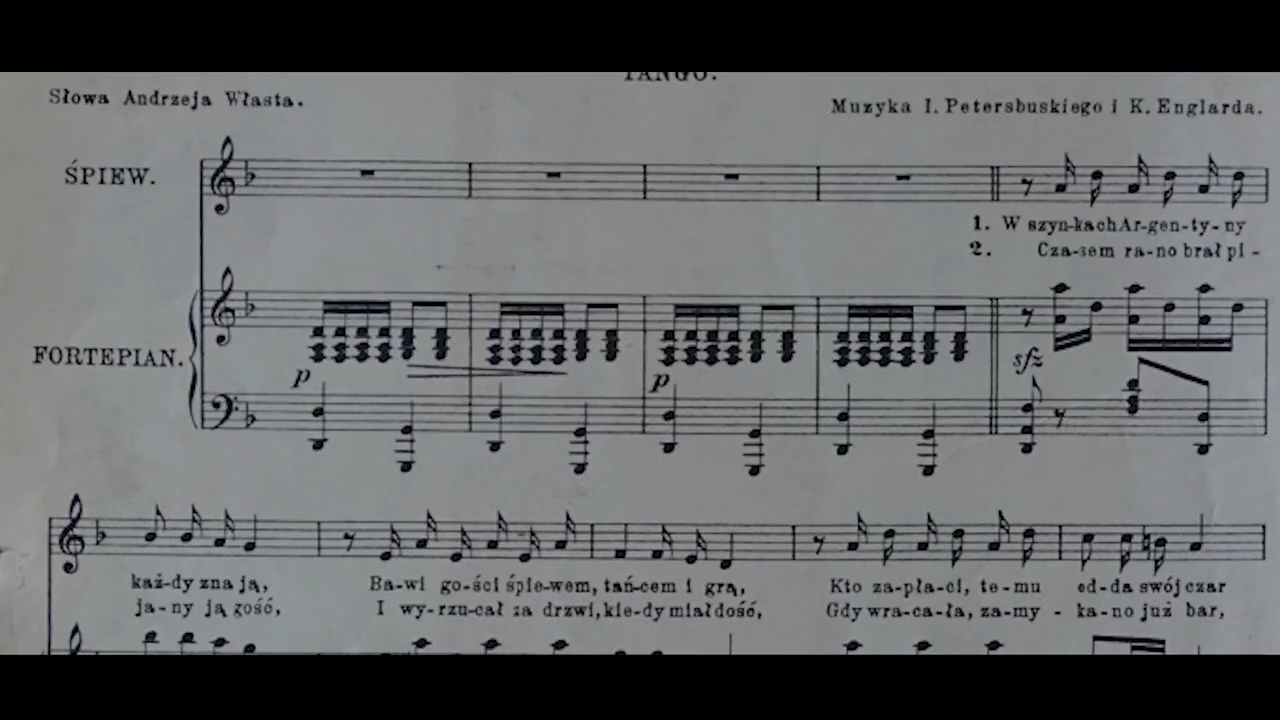 TANGO.
Słowa Andrzeja Własta.
Muzyka I. Petersbuskiego i K. Englarda.
ŚPIEW.
1. W szyn-kach Ar-gen-ty-ny
2. Cza-sem ra-no brał pi-
FORTEPIAN.
p
p
sfz
każ-dy zna ją, Ba-wi go-ści śpie-wem, tań-cem i grą, Kto za-pła-ci, te-mu od-da swój czar
ja-ny ją gość, I wy-rzu-cał za drzwi, kie-dy miał dość, Gdy wra-ca-ła, za-my - ka-no już bar,